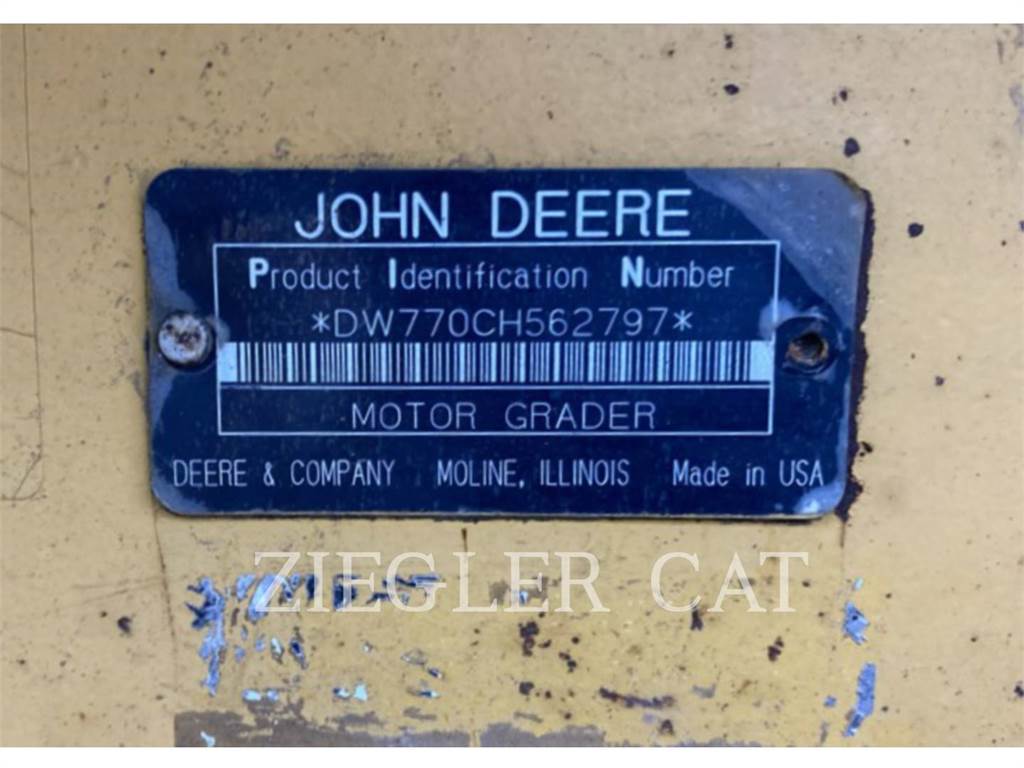 JOHN DEERE
Product Identification Number
*DW770CH562797*
MOTOR GRADER
DEERE & COMPANY MOLINE, ILLINOIS Made in USA
ZIEGLER CAT